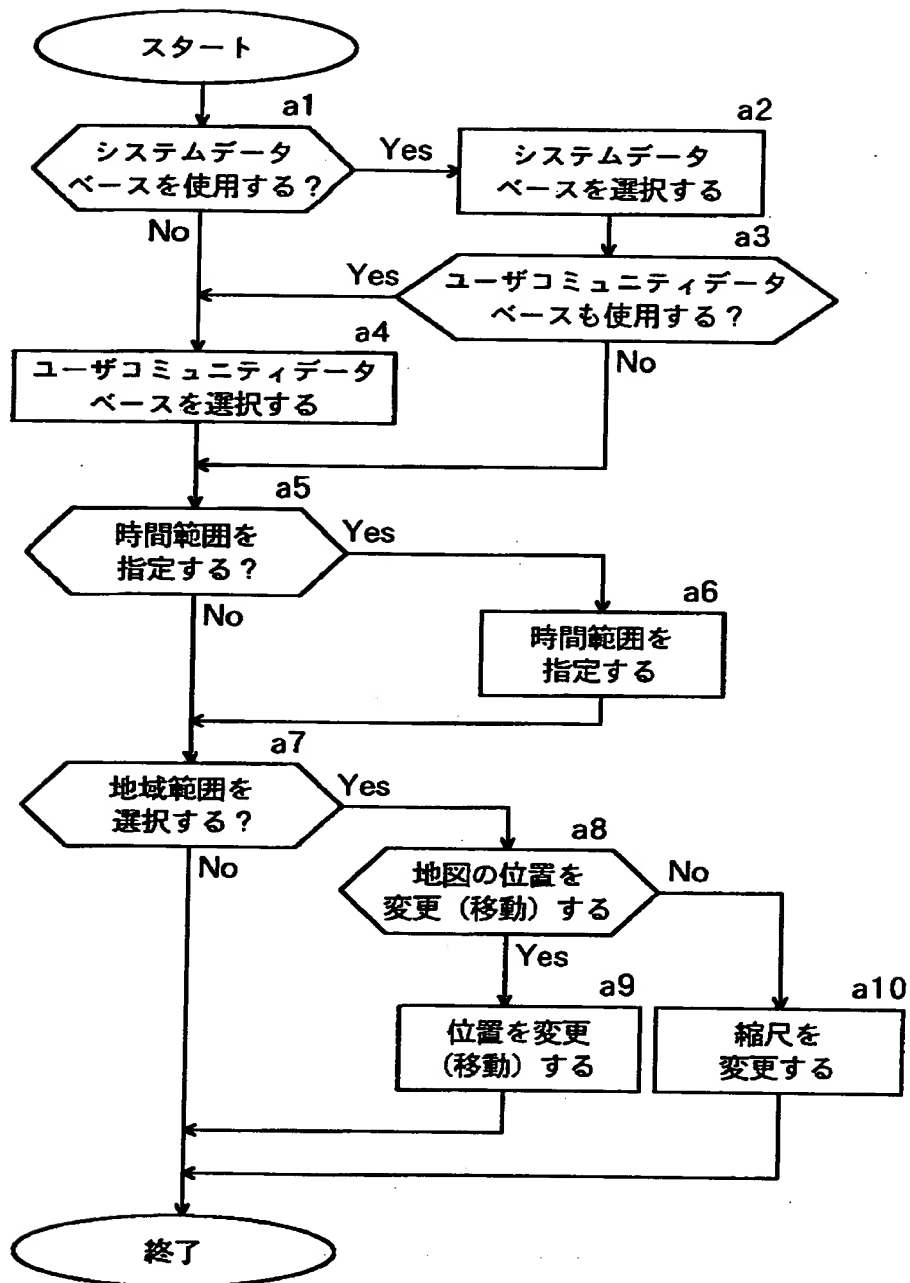 スタート
a1
システムデータ
ベースを使用する?
Yes
No
a2
システムデータ
ベースを選択する
a3
ユーザコミュニティデータ
ベースも使用する?
Yes
No
a4
ユーザコミュニティデータ
ベースを選択する
a5
時間範囲を
指定する?
Yes
No
a6
時間範囲を
指定する
a7
地域範囲を
選択する?
Yes
No
a8
地図の位置を
変更(移動)する
No
Yes
a9
位置を変更
(移動)する
a10
縮尺を
変更する
終了